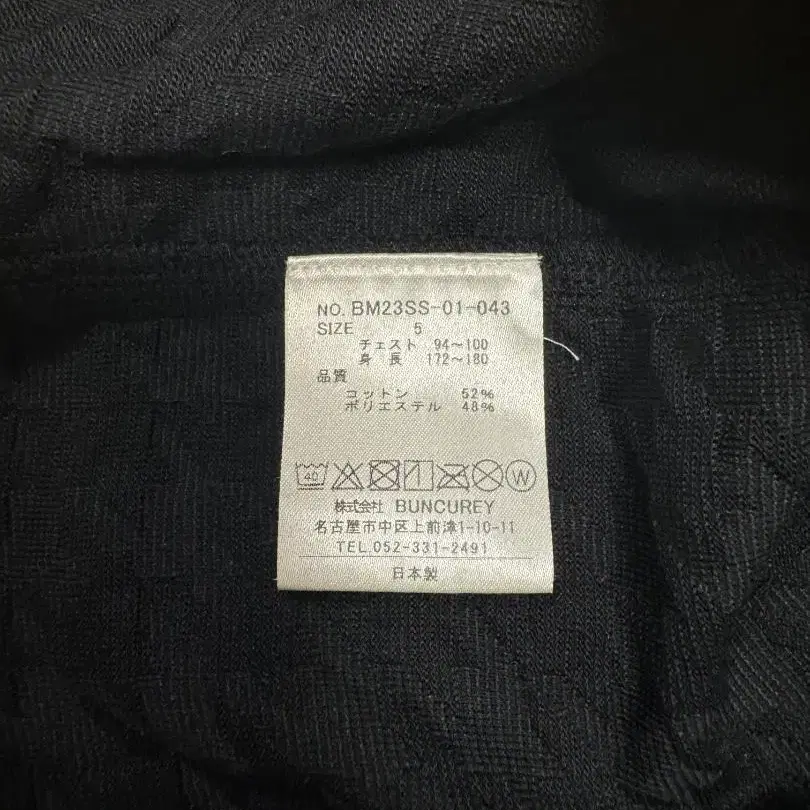 NO. BM23SS-01-043
SIZE 5
チェスト 94~100
身長 172~180
品質
コットン 52%
ポリエステル 48%
40 W
株式会社 BUNCUREY
名古屋市中区上前津1-10-11
TEL.052-331-2491
日本製